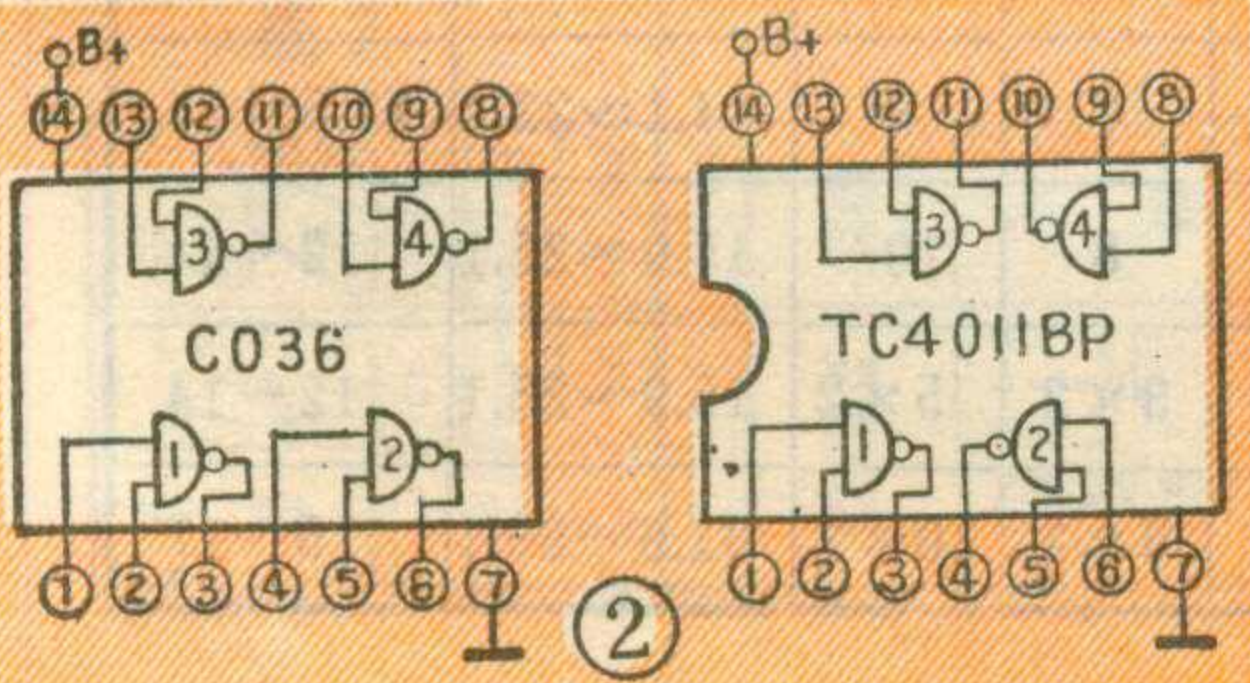 B+
⑭ ⑬ ⑫ ⑪ ⑩ ⑨ ⑧
3 4
C036
1 2
① ② ③ ④ ⑤ ⑥ ⑦
B+
⑭ ⑬ ⑫ ⑪ ⑩ ⑨ ⑧
3 4
TC4011BP
1 2
① ② ③ ④ ⑤ ⑥ ⑦
②